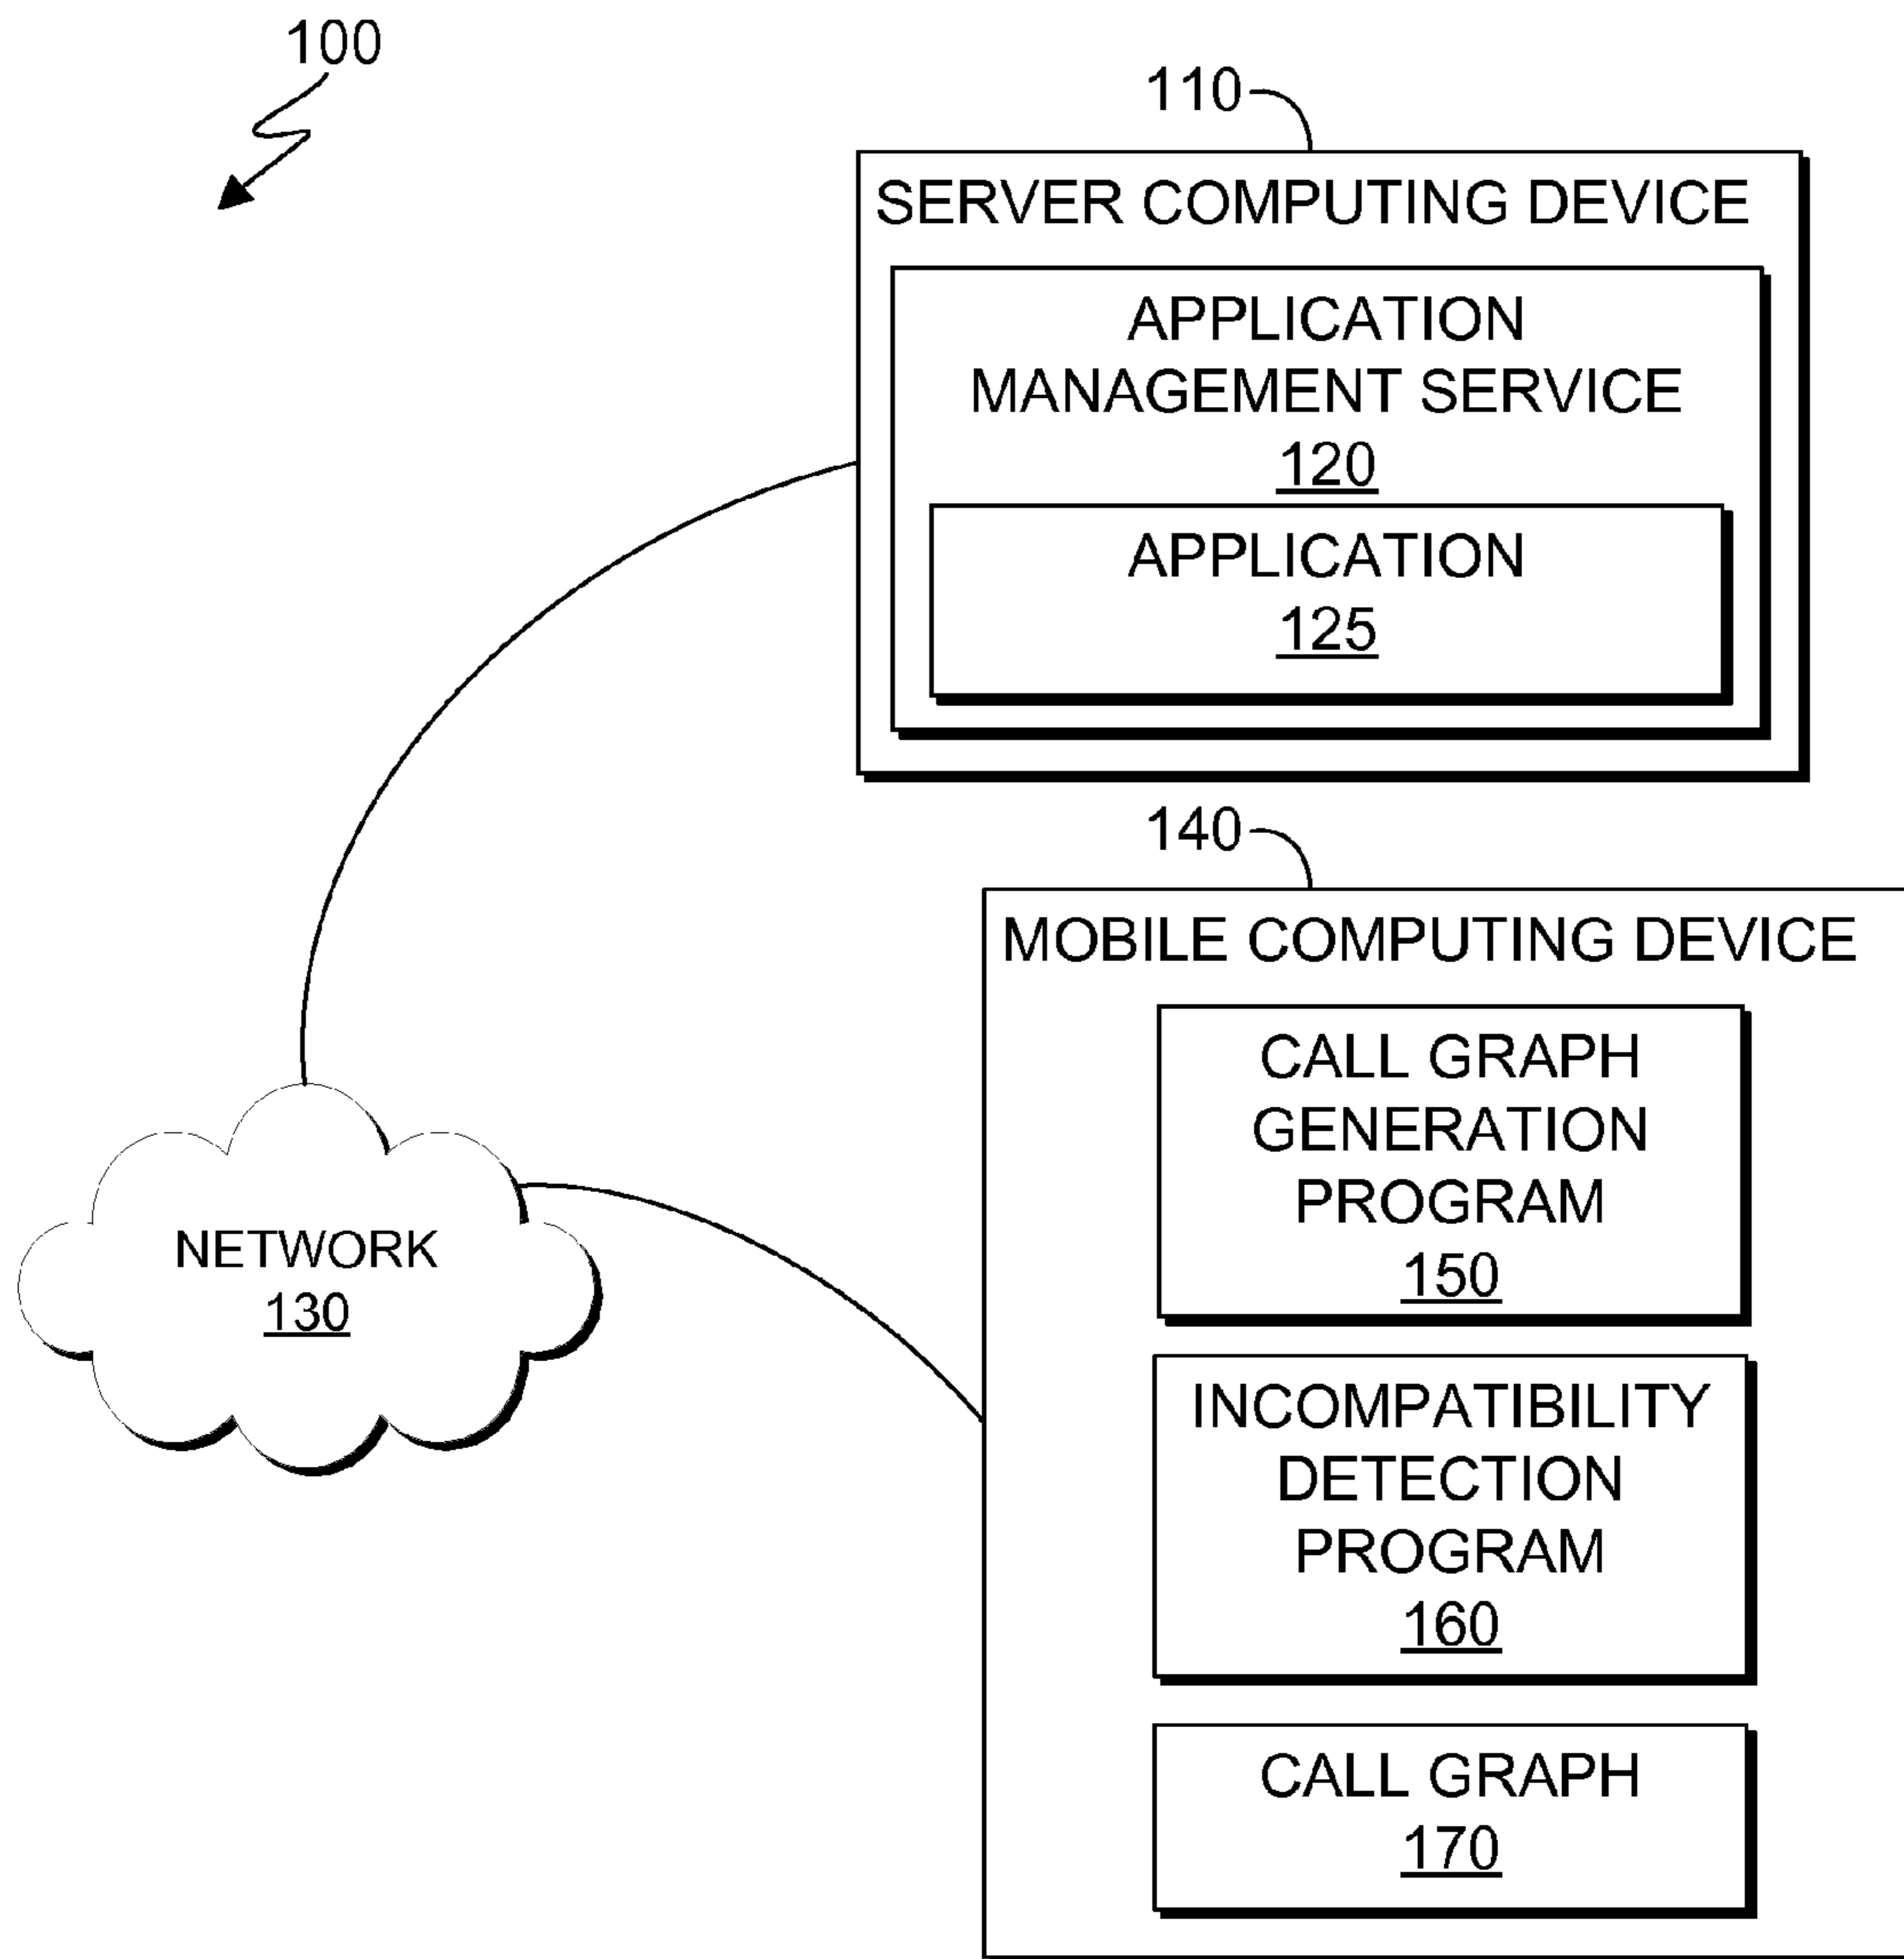 100
110
SERVER COMPUTING DEVICE
APPLICATION
MANAGEMENT SERVICE
120
APPLICATION
125
140
MOBILE COMPUTING DEVICE
CALL GRAPH
GENERATION
PROGRAM
150
NETWORK
130
INCOMPATIBILITY
DETECTION
PROGRAM
160
CALL GRAPH
170